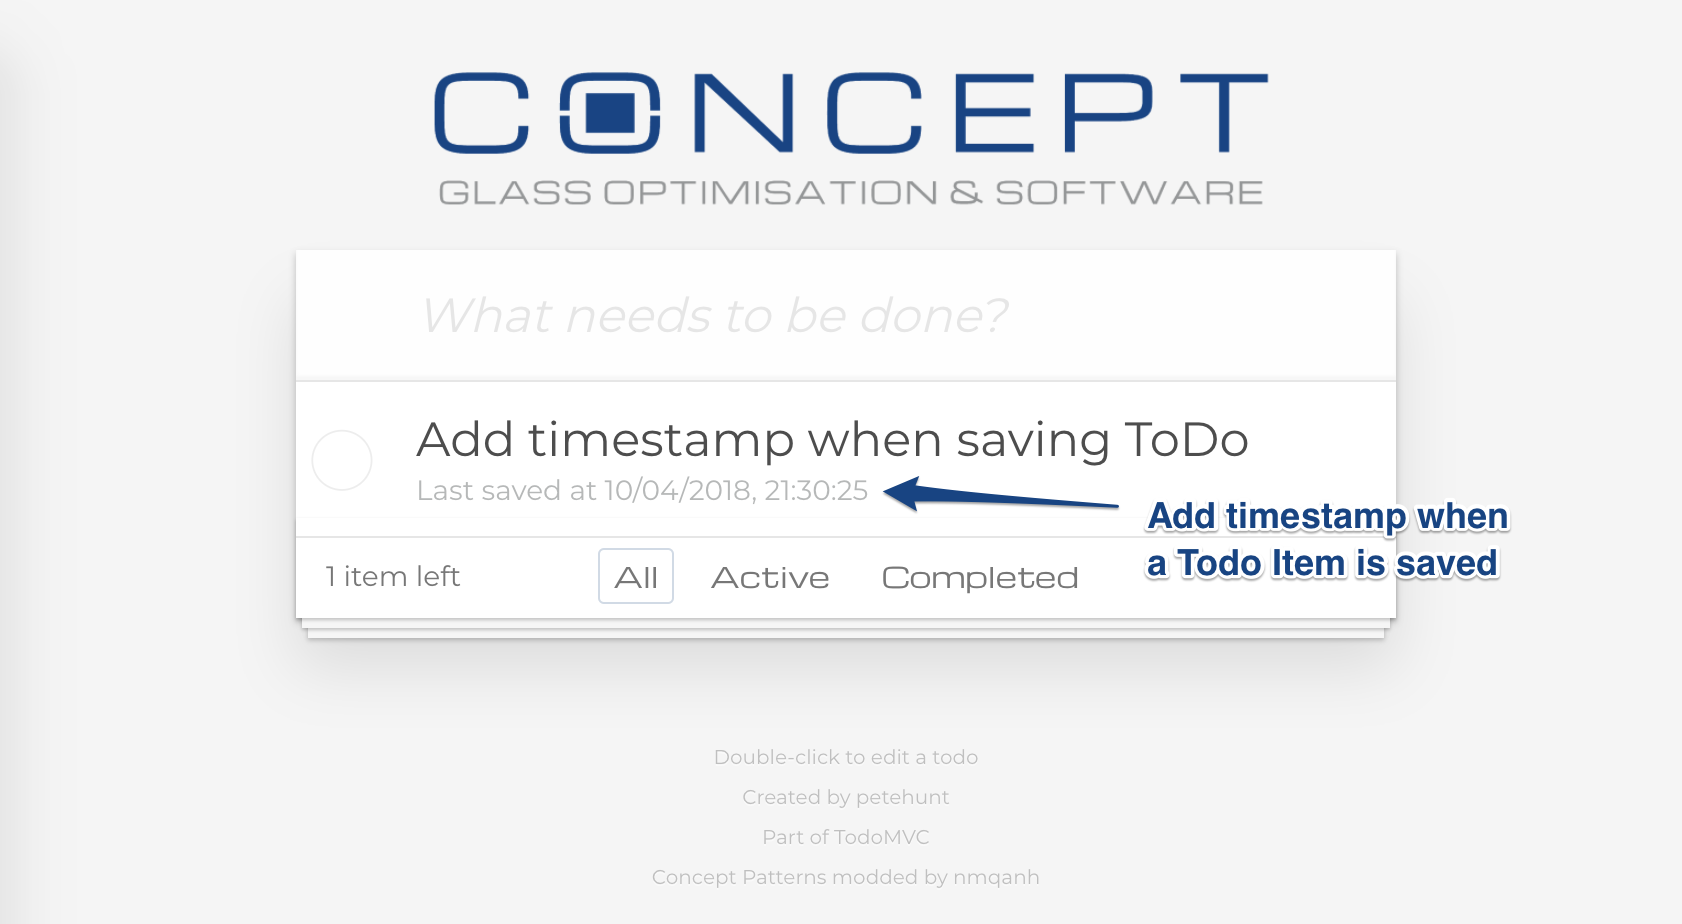 CONCEPT
GLASS OPTIMISATION & SOFTWARE
What needs to be done?
Add timestamp when saving ToDo
Last saved at 10/04/2018, 21:30:25
Add timestamp when
a Todo Item is saved
1 item left
All
Active
Completed
Double-click to edit a todo
Created by petehunt
Part of TodoMVC
Concept Patterns modded by nmqanh